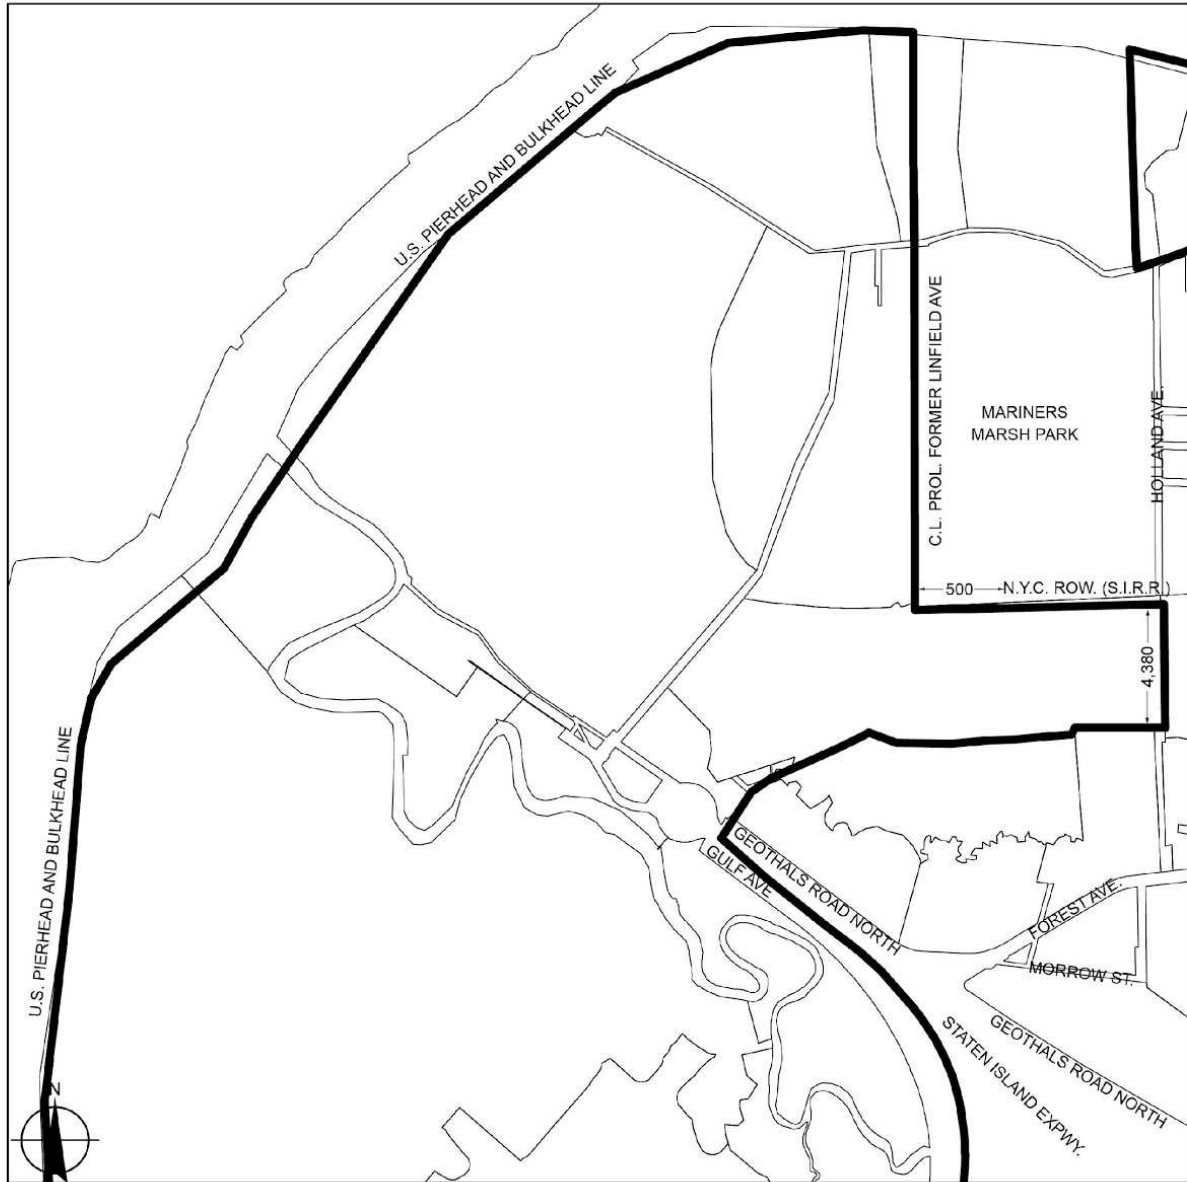 U.S. PIERHEAD AND BULKHEAD LINE
C.L. PROL. FORMER LINFIELD AVE
MARINERS
MARSH PARK
HOLLAND AVE.
500
N.Y.C. ROW. (S.I.R.R.)
4,380
U.S. PIERHEAD AND BULKHEAD LINE
GEOTHALS ROAD NORTH
GULF AVE
FOREST AVE.
MORROW ST.
GEOTHALS ROAD NORTH
STATEN ISLAND EXPWY.
N